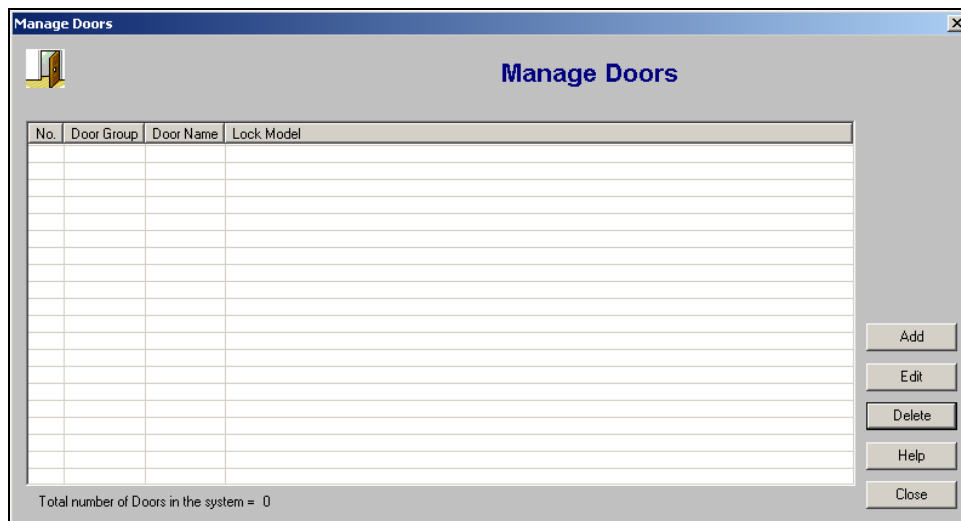 Manage Doors
Manage Doors
No. Door Group Door Name Lock Model
Add
Edit
Delete
Help
Close
Total number of Doors in the system = 0